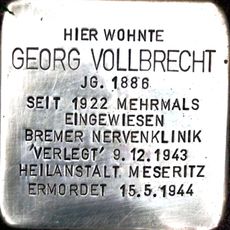 HIER WOHNTE
GEORG VOLLBRECHT
JG. 1886
SEIT 1922 MEHRMALS
EINGEWIESEN
BREMER NERVENKLINIK
'VERLEGT' 9.12.1943
HEILANSTALT MESERITZ
ERMORDET 15.5.1944